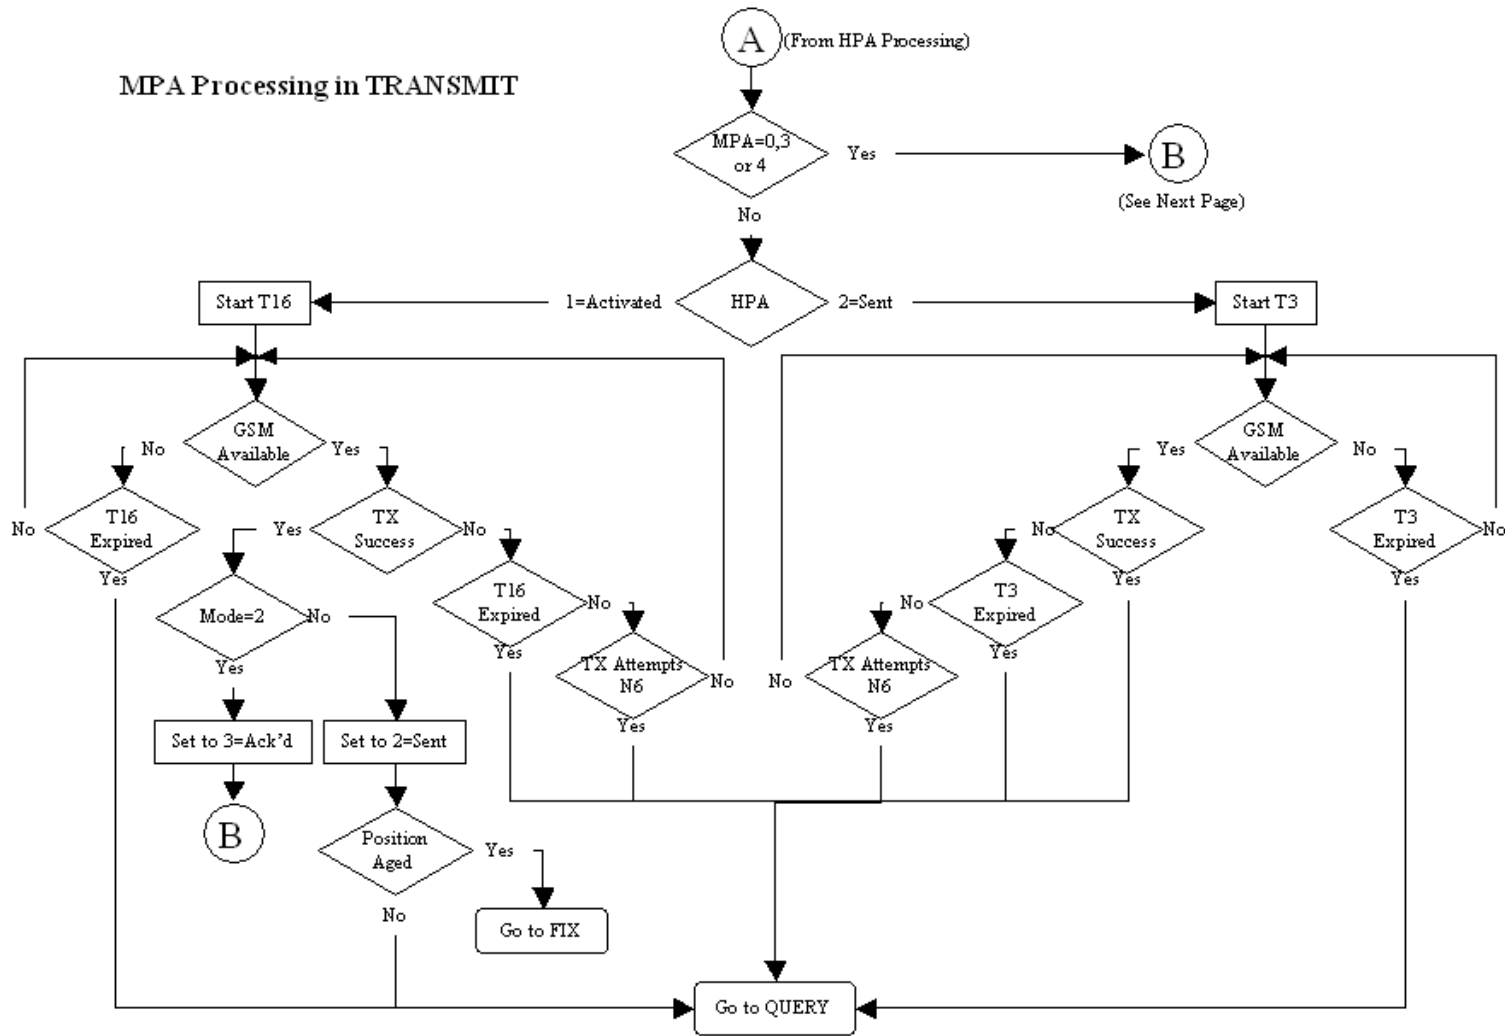 A (From HPA Processing)
MPA Processing in TRANSMIT
MPA=0,3
or 4
Yes
B
(See Next Page)
No
Start T16
1=Activated
HPA
2=Sent
Start T3
GSM
Available
No
Yes
GSM
Available
Yes
No
No
T16
Expired
Yes
Yes
TX
Success
No
No
TX
Success
Yes
T3
Expired
No
Yes
Mode=2
No
Yes
T16
Expired
No
Yes
TX Attempts
N6
No
Yes
No
T3
Expired
Yes
No
TX Attempts
N6
Yes
Set to 3=Ack'd
Set to 2=Sent
B
Position
Aged
Yes
No
Go to FIX
Go to QUERY